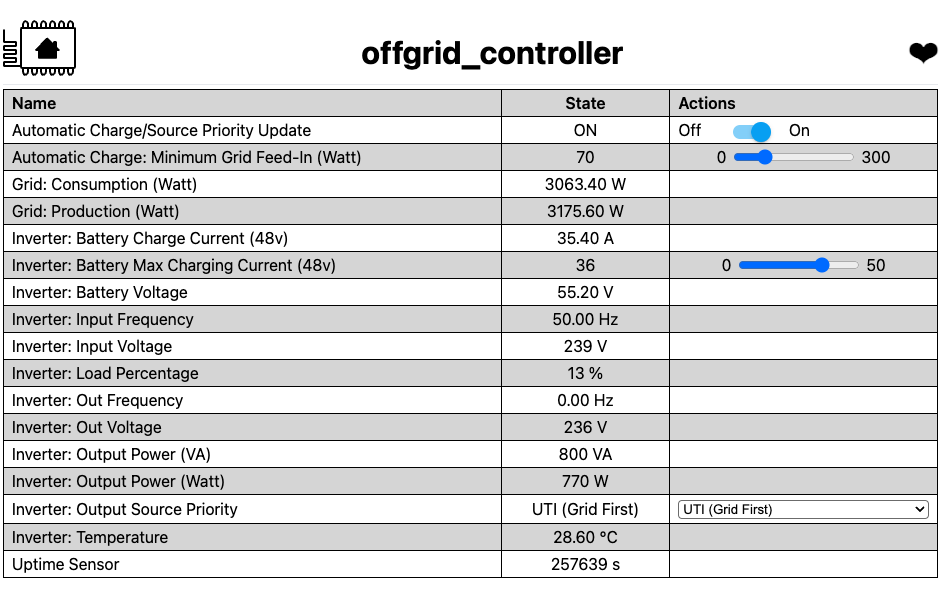 offgrid_controller
Name State Actions
Automatic Charge/Source Priority Update ON Off On
Automatic Charge: Minimum Grid Feed-In (Watt) 70 0 300
Grid: Consumption (Watt) 3063.40 W
Grid: Production (Watt) 3175.60 W
Inverter: Battery Charge Current (48v) 35.40 A
Inverter: Battery Max Charging Current (48v) 36 0 50
Inverter: Battery Voltage 55.20 V
Inverter: Input Frequency 50.00 Hz
Inverter: Input Voltage 239 V
Inverter: Load Percentage 13 %
Inverter: Out Frequency 0.00 Hz
Inverter: Out Voltage 236 V
Inverter: Output Power (VA) 800 VA
Inverter: Output Power (Watt) 770 W
Inverter: Output Source Priority UTI (Grid First) UTI (Grid First)
Inverter: Temperature 28.60 °C
Uptime Sensor 257639 s